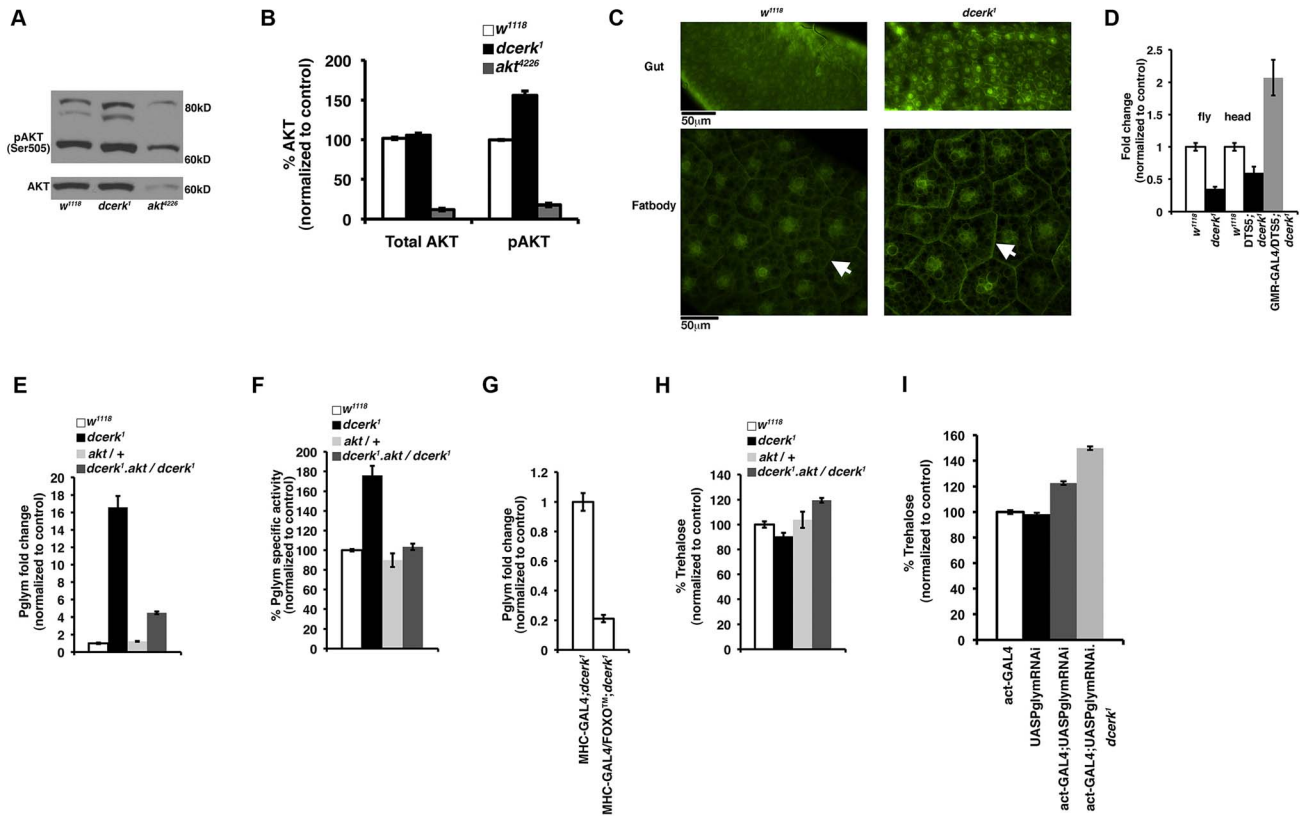 A
80kD
pAKT
(Ser505)
60kD
AKT
60kD
w1118 dcerk1 akt4226
B
w1118
dcerk1
akt4226
% AKT
(normalized to control)
200
150
100
50
0
Total AKT pAKT
C
w1118 dcerk1
Gut
50μm
Fatbody
50μm
D
Fold change
(normalized to control)
2.5
2
1.5
1
0.5
0
fly head
w1118
dcerk1
w1118
DTS5;
dcerk1
GMR-GAL4/DTS5;
dcerk1
E
w1118
dcerk1
akt / +
dcerk1.akt / dcerk1
Pglym fold change
(normalized to control)
20
18
16
14
12
10
8
6
4
2
0
F
w1118
dcerk1
akt / +
dcerk1.akt / dcerk1
% Pglym specific activity
(normalized to control)
200
180
160
140
120
100
80
60
40
20
0
G
Pglym fold change
(normalized to control)
1.2
1
0.8
0.6
0.4
0.2
0
MHC-GAL4;dcerk1
MHC-GAL4/FOXOTM;dcerk1
H
w1118
dcerk1
akt / +
dcerk1.akt / dcerk1
% Trehalose
(normalized to control)
140
120
100
80
60
40
20
0
I
% Trehalose
(normalized to control)
160
140
120
100
80
60
40
20
0
act-GAL4
UASPglymRNAi
act-GAL4;UASPglymRNAi
act-GAL4;UASPglymRNAi.
dcerk1